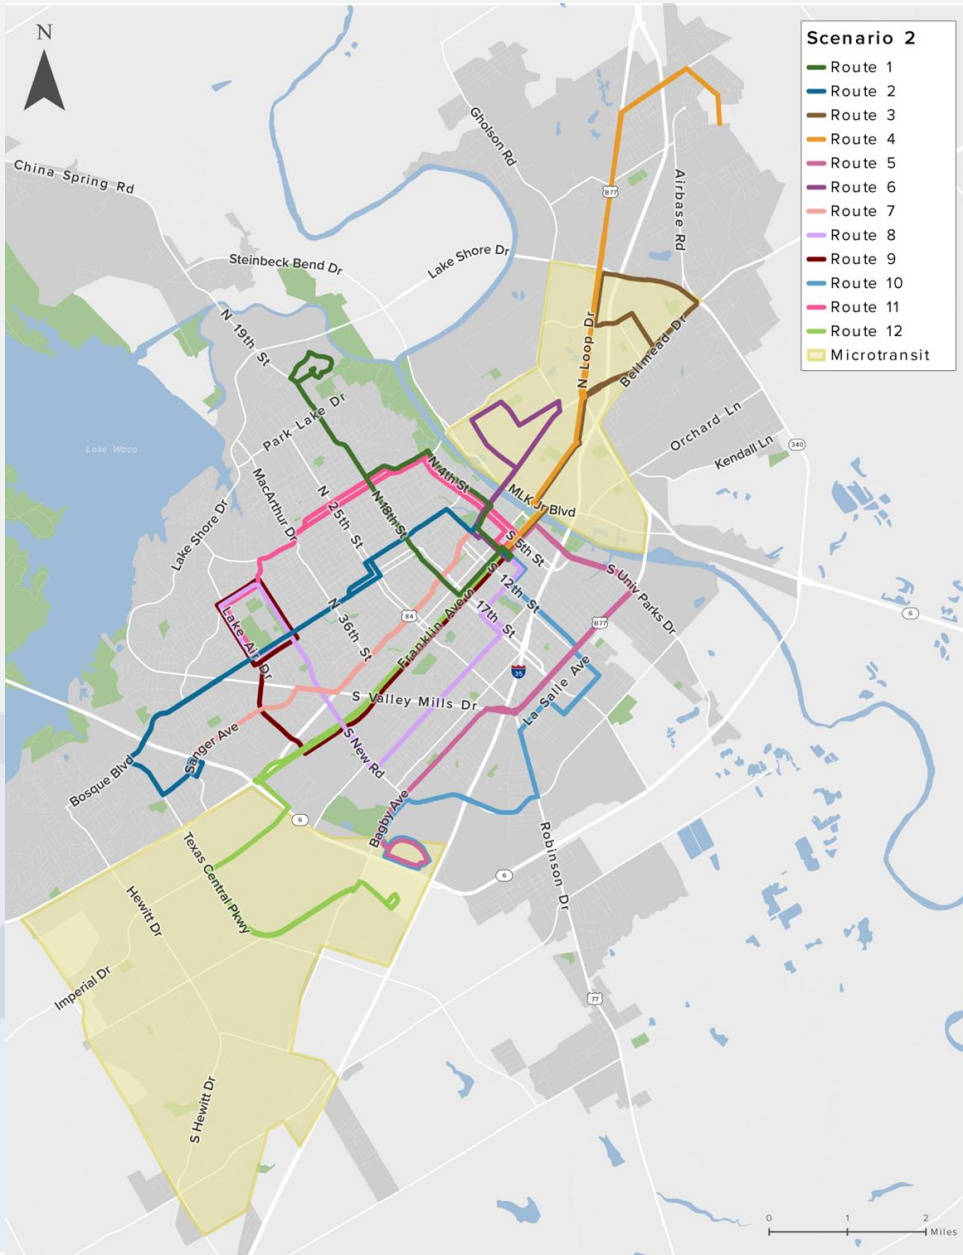 N
Scenario 2
Route 1
Route 2
Route 3
Route 4
Route 5
Route 6
Route 7
Route 8
Route 9
Route 10
Route 11
Route 12
Microtransit
China Spring Rd
Gholson Rd
Airbase Rd
877
Steinbeck Bend Dr
Lake Shore Dr
N 19th St
N Loop Dr
Bellmead Dr
Park Lake Dr
Orchard Ln
Kendall Ln
340
Lake Waco
MacArthur Dr
N 4th St
N 25th St
N 18th St
MLK Jr Blvd
Lake Shore Dr
S 5th St
S Univ Parks Dr
S 12th St
17th St
N 36th St
84
Franklin Ave
S
877
6
Lake Air Dr
35
La Salle Ave
S Valley Mills Dr
S New Rd
Sanger Ave
Bosque Blvd
Bagby Ave
6
Texas Central Pkwy
Robinson Dr
6
Hewitt Dr
Imperial Dr
77
S Hewitt Dr
0 1 2
Miles